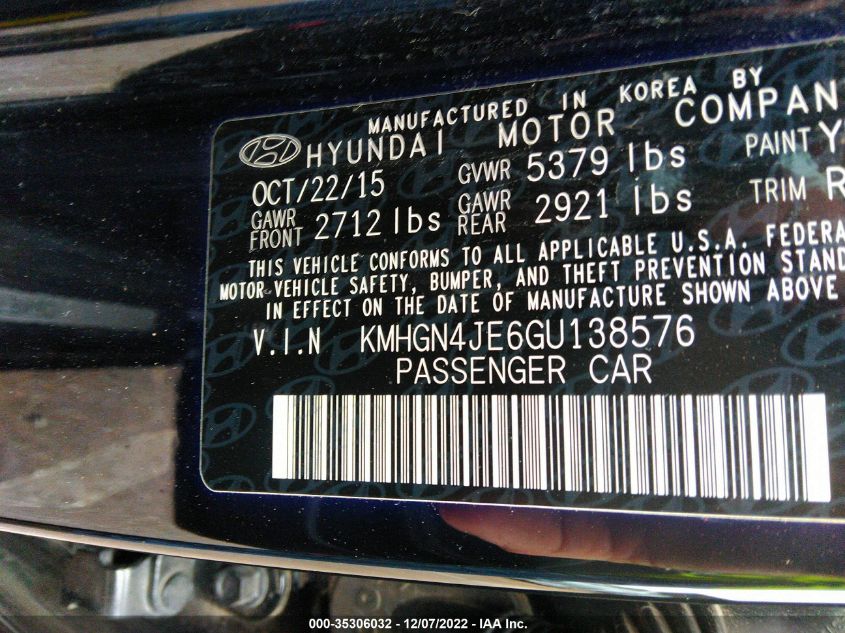 MANUFACTURED IN KOREA BY
HYUNDAI MOTOR COMPAN
OCT/22/15 GVWR 5379 lbs PAINT Y
GAWR FRONT 2712 lbs GAWR REAR 2921 lbs TRIM R
THIS VEHICLE CONFORMS TO ALL APPLICABLE U.S.A. FEDERA
MOTOR VEHICLE SAFETY, BUMPER, AND THEFT PREVENTION STAND
IN EFFECT ON THE DATE OF MANUFACTURE SHOWN ABOVE
V.I.N KMHGN4JE6GU138576
PASSENGER CAR
000-35306032 - 12/07/2022 - IAA Inc.